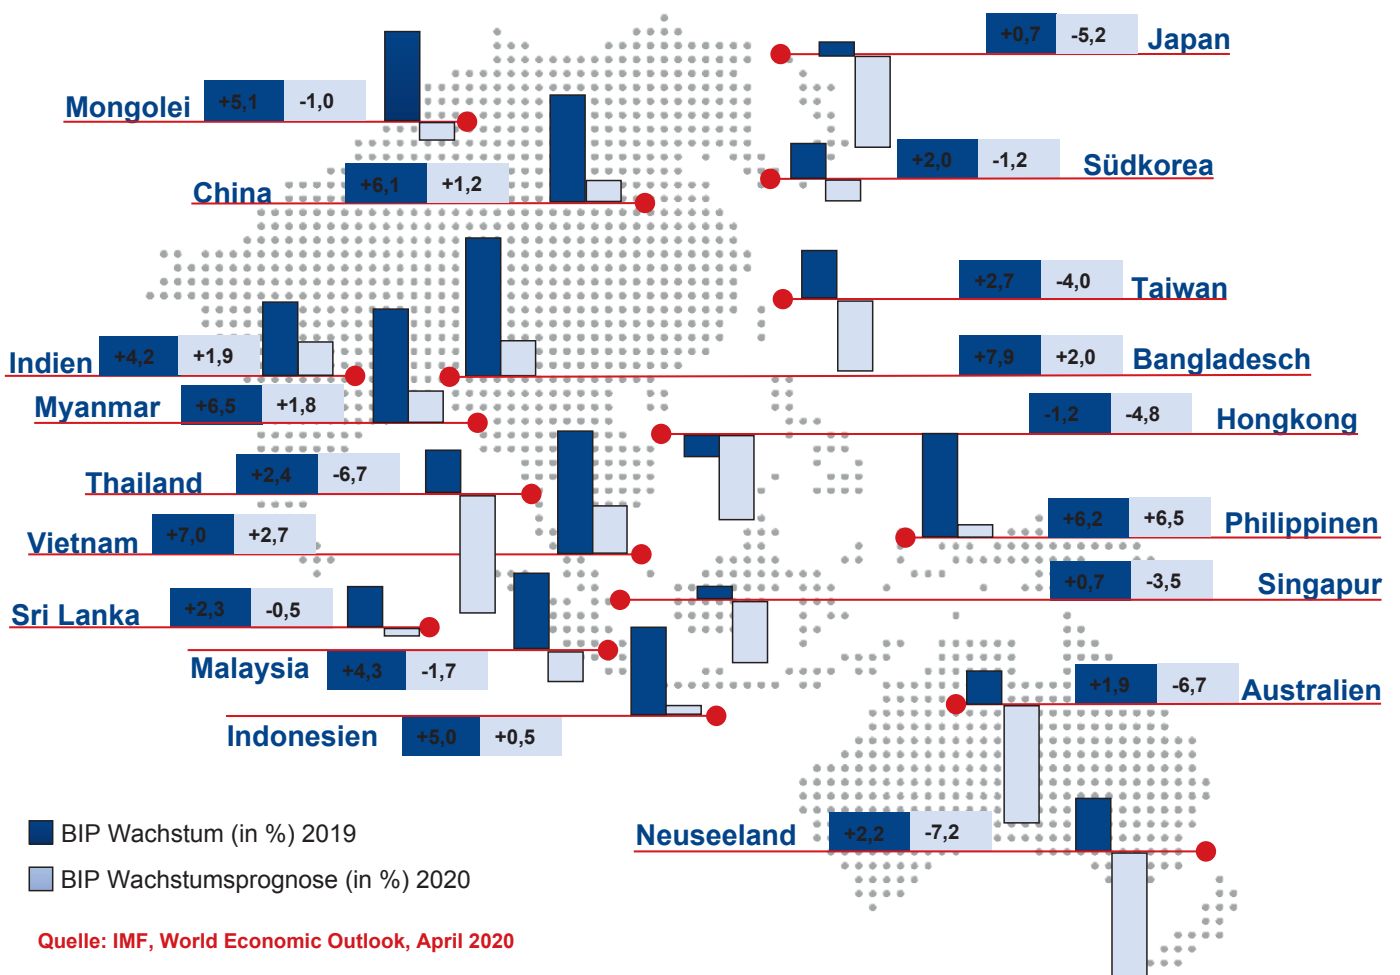 +0,7 -5,2 Japan
Mongolei +5,1 -1,0
+2,0 -1,2 Südkorea
China +6,1 +1,2
+2,7 -4,0 Taiwan
Indien +4,2 +1,9
+7,9 +2,0 Bangladesch
Myanmar +6,5 +1,8
-1,2 -4,8 Hongkong
Thailand +2,4 -6,7
+6,2 +6,5 Philippinen
Vietnam +7,0 +2,7
+0,7 -3,5 Singapur
Sri Lanka +2,3 -0,5
Malaysia +4,3 -1,7
+1,9 -6,7 Australien
Indonesien +5,0 +0,5
Neuseeland +2,2 -7,2
BIP Wachstum (in %) 2019
BIP Wachstumsprognose (in %) 2020
Quelle: IMF, World Economic Outlook, April 2020